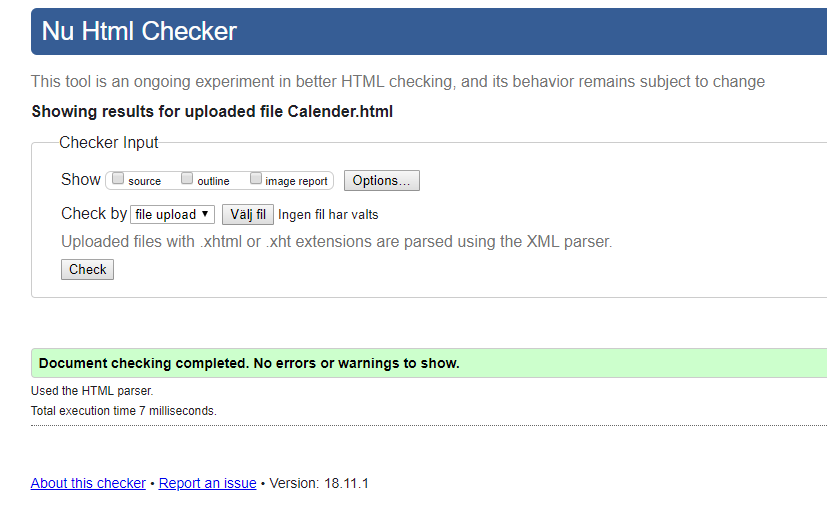 Nu Html Checker
This tool is an ongoing experiment in better HTML checking, and its behavior remains subject to change
Showing results for uploaded file Calender.html
Checker Input
Show source outline image report Options...
Check by file upload ▼ Välj fil Ingen fil har valts
Uploaded files with .xhtml or .xht extensions are parsed using the XML parser.
Check
Document checking completed. No errors or warnings to show.
Used the HTML parser.
Total execution time 7 milliseconds.
About this checker • Report an issue • Version: 18.11.1